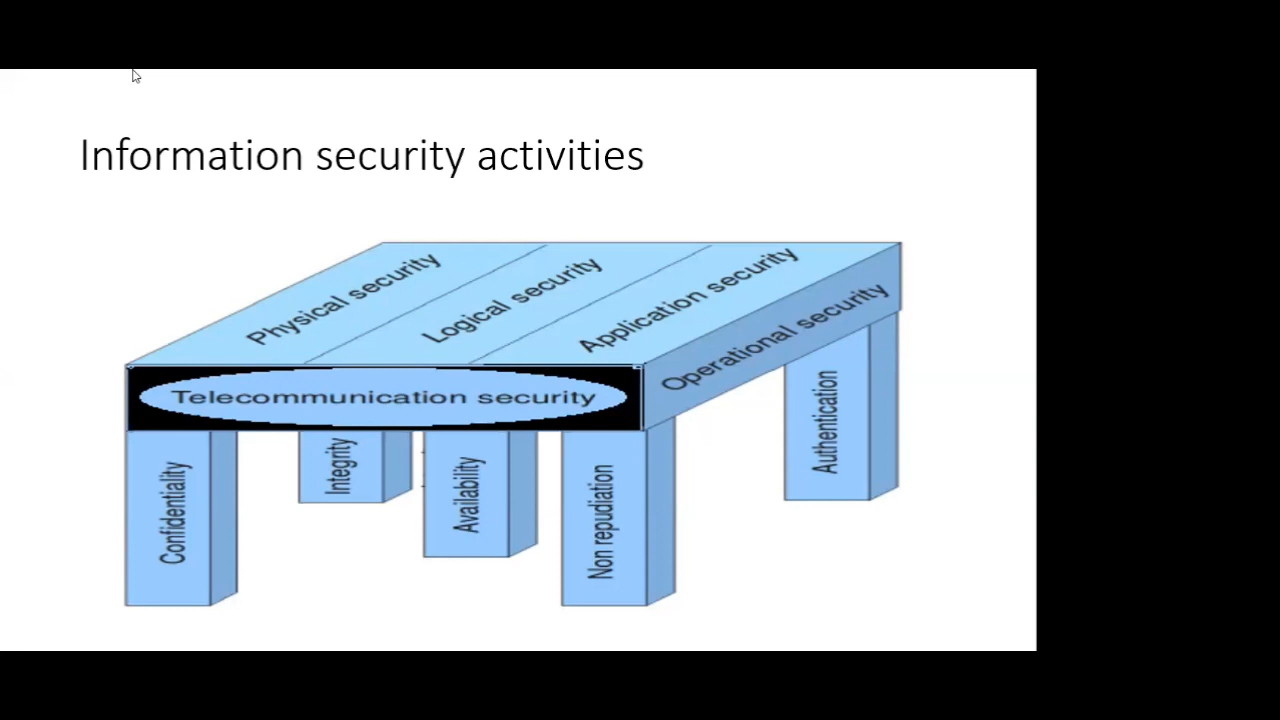 Information security activities
Physical security
Logical security
Application security
Operational security
Telecommunication security
Confidentiality
Integrity
Availability
Non repudiation
Authentication